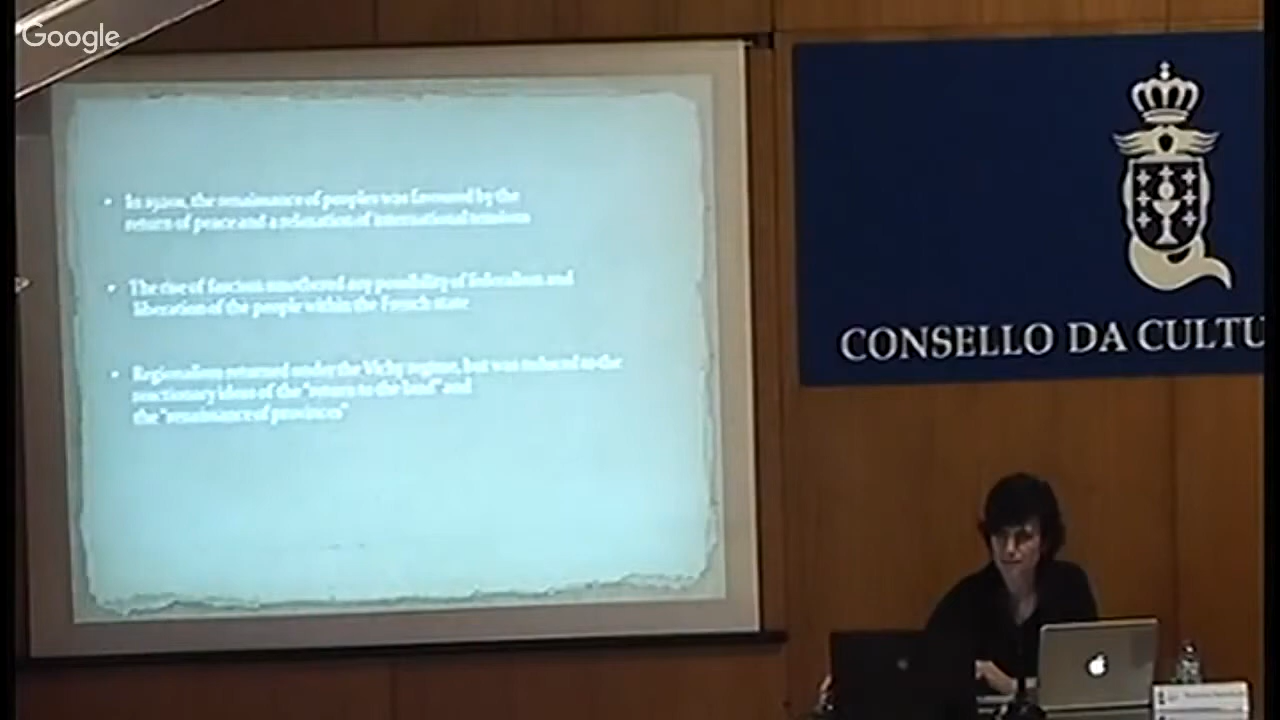 Google
• In 1920s, the renaissance of peoples was favoured by the
return of peace and a relaxation of international tensions
• The rise of fascism smothered any possibility of federalism and
liberation of the people within the French state
• Regionalism returned under the Vichy regime, but was reduced to the
reactionary ideas of the "return to the land" and
the "renaissance of provinces"
CONSELLO DA CULTU